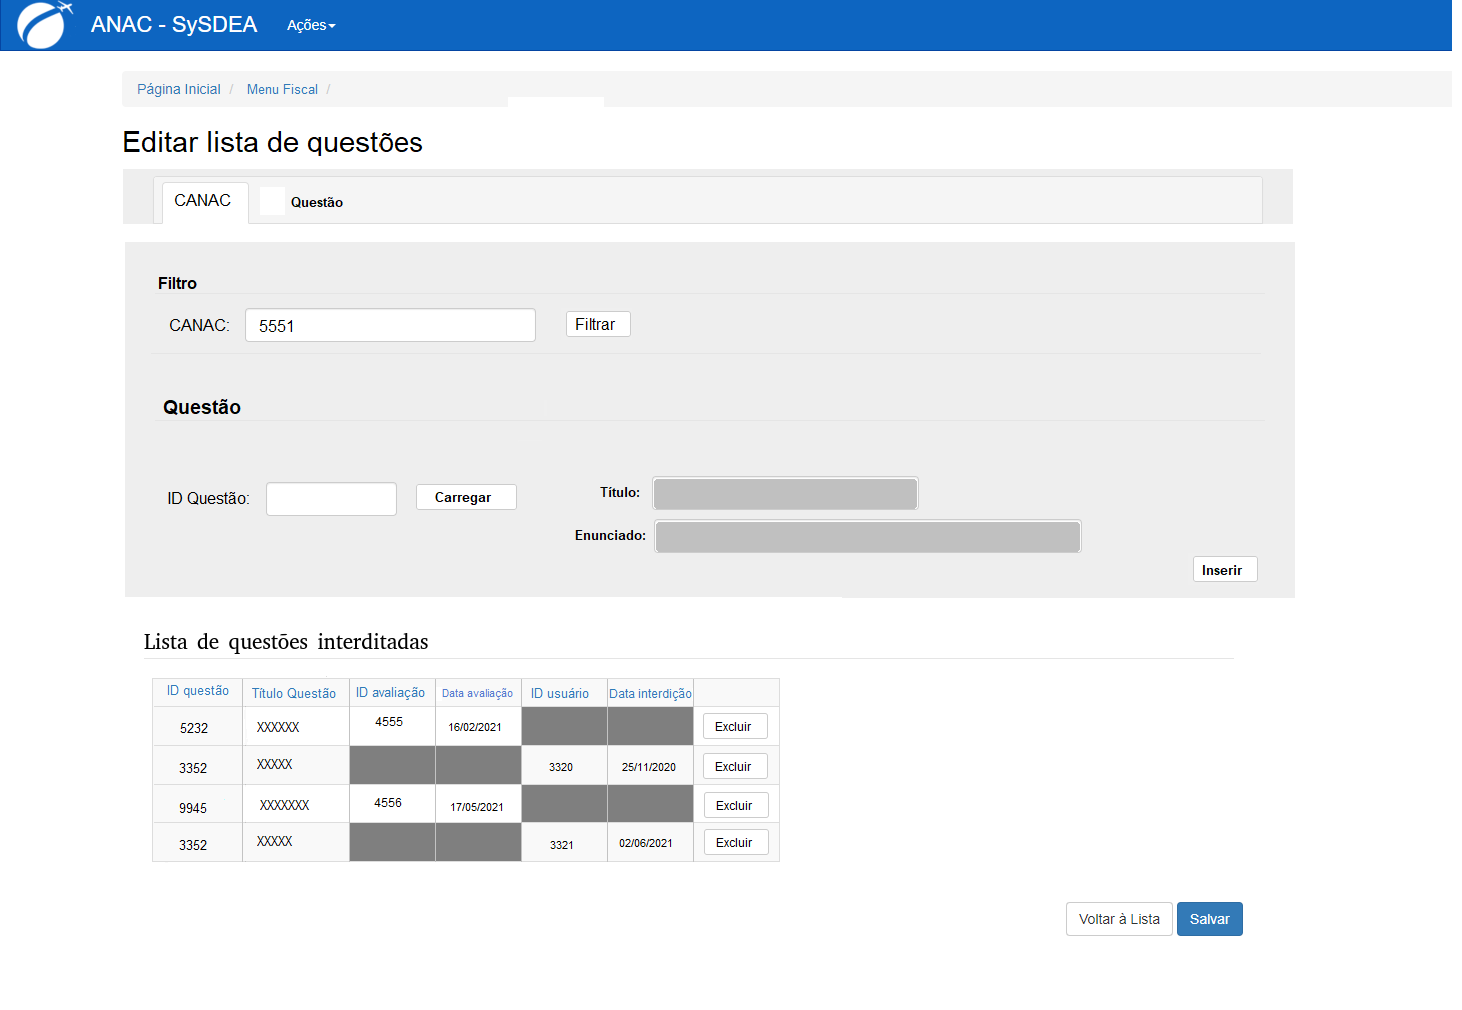 ANAC - SySDEA Ações
Página Inicial / Menu Fiscal /
Editar lista de questões
CANAC Questão
Filtro
CANAC: 5551 Filtrar
Questão
ID Questão: Carregar Título:
Enunciado:
Inserir
Lista de questões interditadas
ID questão Título Questão ID avaliação Data avaliação ID usuário Data interdição
5232 XXXXXX 4555 16/02/2021 Excluir
3352 XXXXX 3320 25/11/2020 Excluir
9945 XXXXXXX 4556 17/05/2021 Excluir
3352 XXXXX 3321 02/06/2021 Excluir
Voltar à Lista Salvar